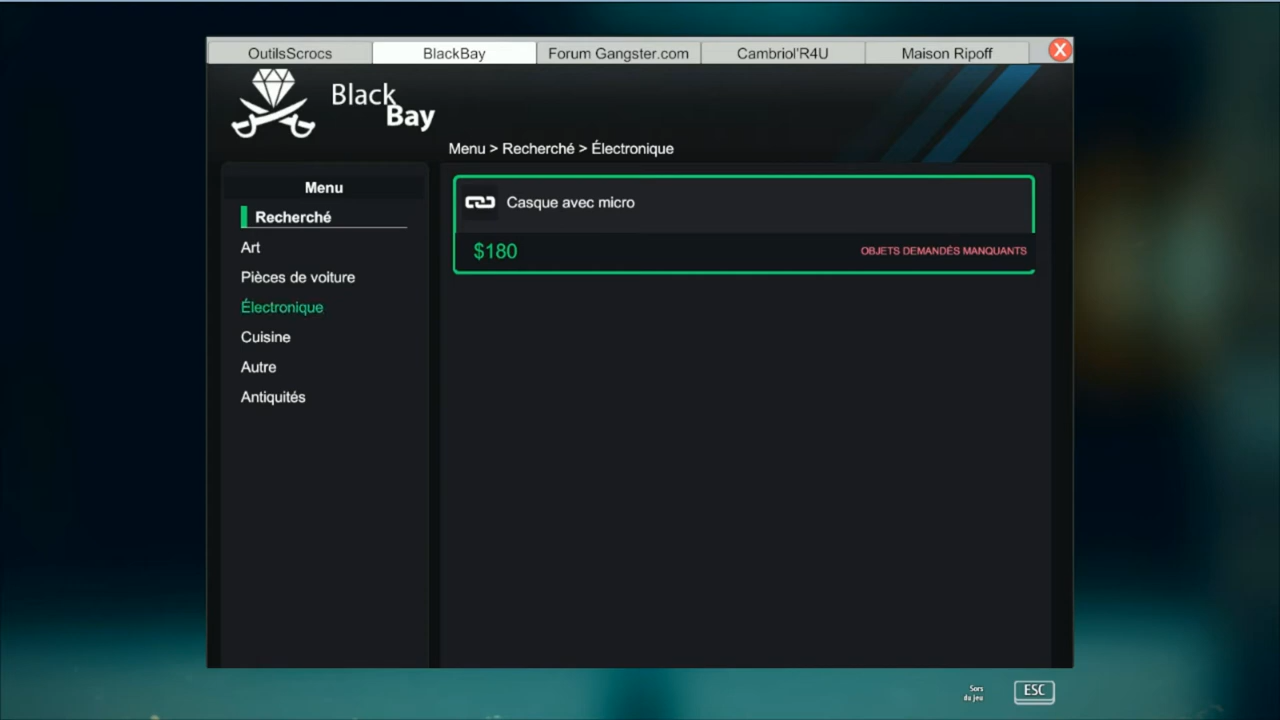 OutilsScrocs
BlackBay
Forum Gangster.com
Cambriol'R4U
Maison Ripoff
X
Black
Bay
Menu > Recherché > Électronique
Menu
Recherché
Art
Pièces de voiture
Électronique
Cuisine
Autre
Antiquités
Casque avec micro
$180
OBJETS DEMANDÉS MANQUANTS
Sors
du jeu
ESC